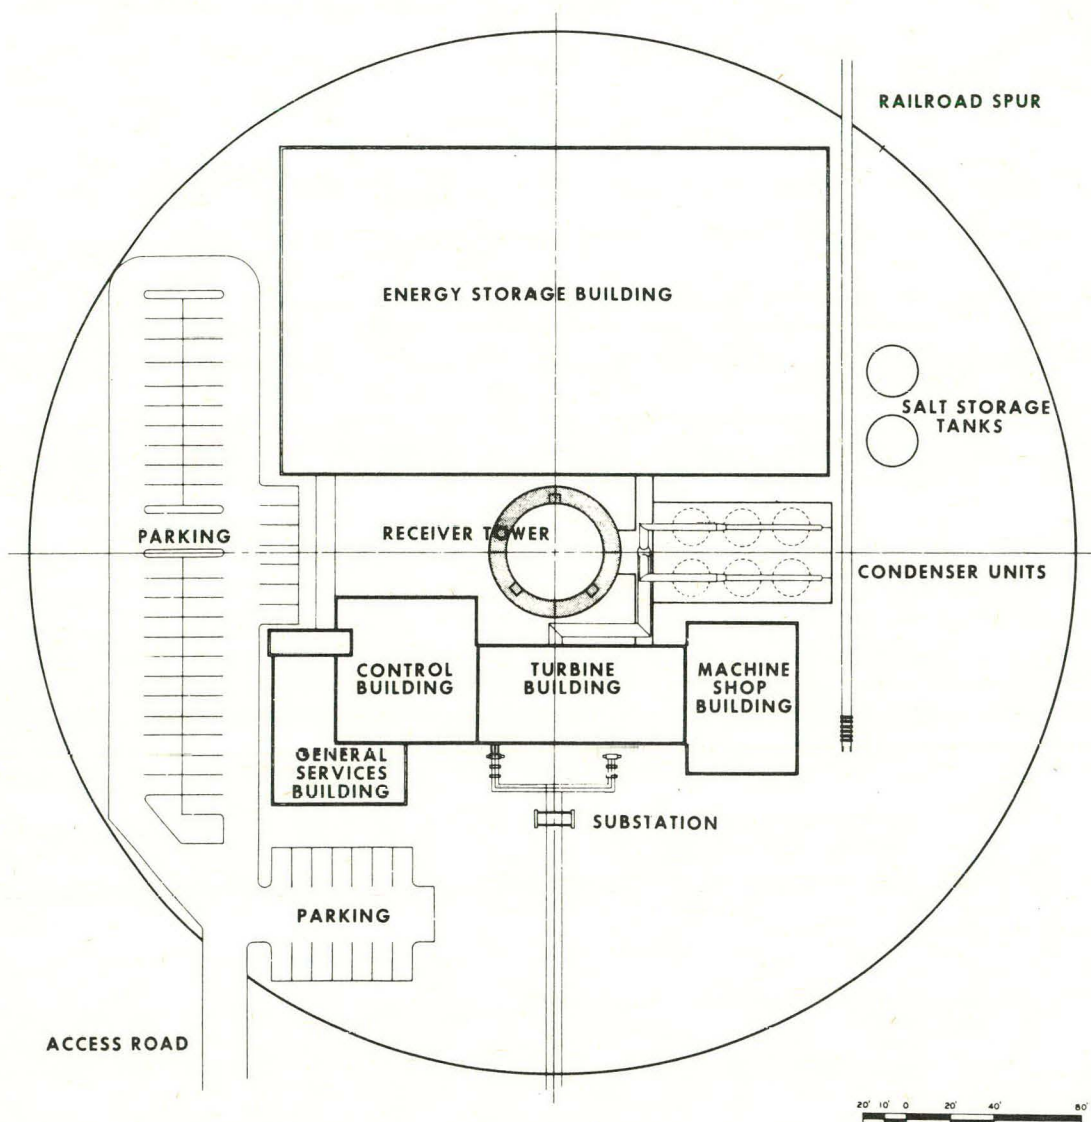 RAILROAD SPUR
ENERGY STORAGE BUILDING
SALT STORAGE
TANKS
PARKING
RECEIVER TOWER
CONDENSER UNITS
CONTROL
BUILDING
TURBINE
BUILDING
MACHINE
SHOP
BUILDING
GENERAL
SERVICES
BUILDING
SUBSTATION
PARKING
ACCESS ROAD
20' 10' 0 20' 40' 80'